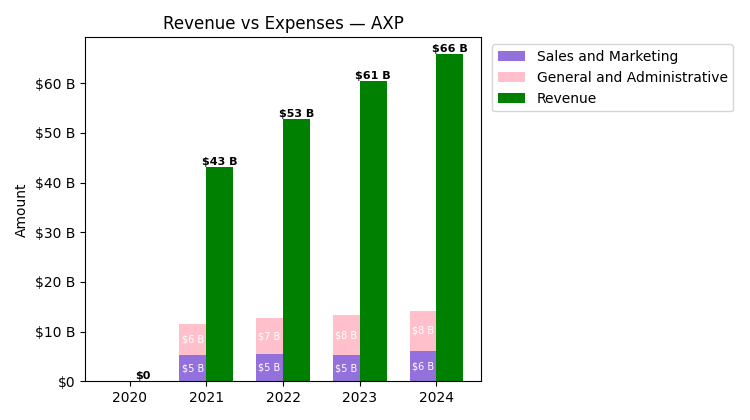 Revenue vs Expenses — AXP
Sales and Marketing
General and Administrative
Revenue
Amount
$60 B
$50 B
$40 B
$30 B
$20 B
$10 B
$0
$0
$43 B
$53 B
$61 B
$66 B
$6 B
$7 B
$8 B
$8 B
$5 B
$5 B
$5 B
$6 B
2020
2021
2022
2023
2024